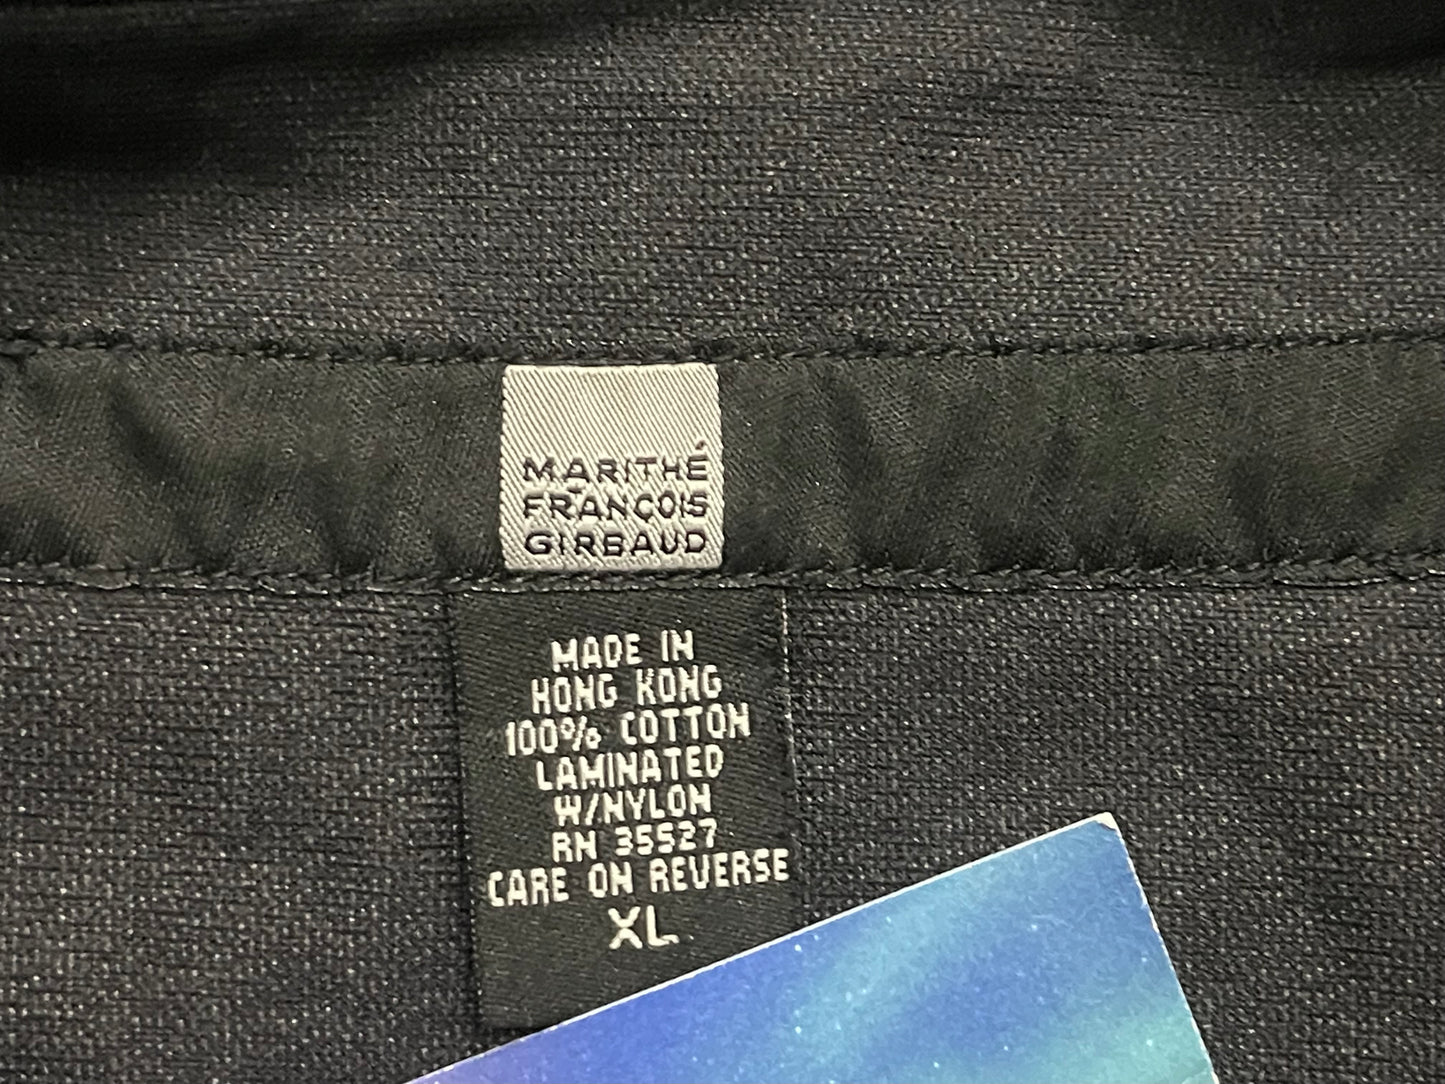 MARITHÉ
+
FRANÇOIS
GIRBAUD
MADE IN
HONG KONG
100% COTTON
LAMINATED
W/NYLON
RN 35527
CARE ON REVERSE
XL